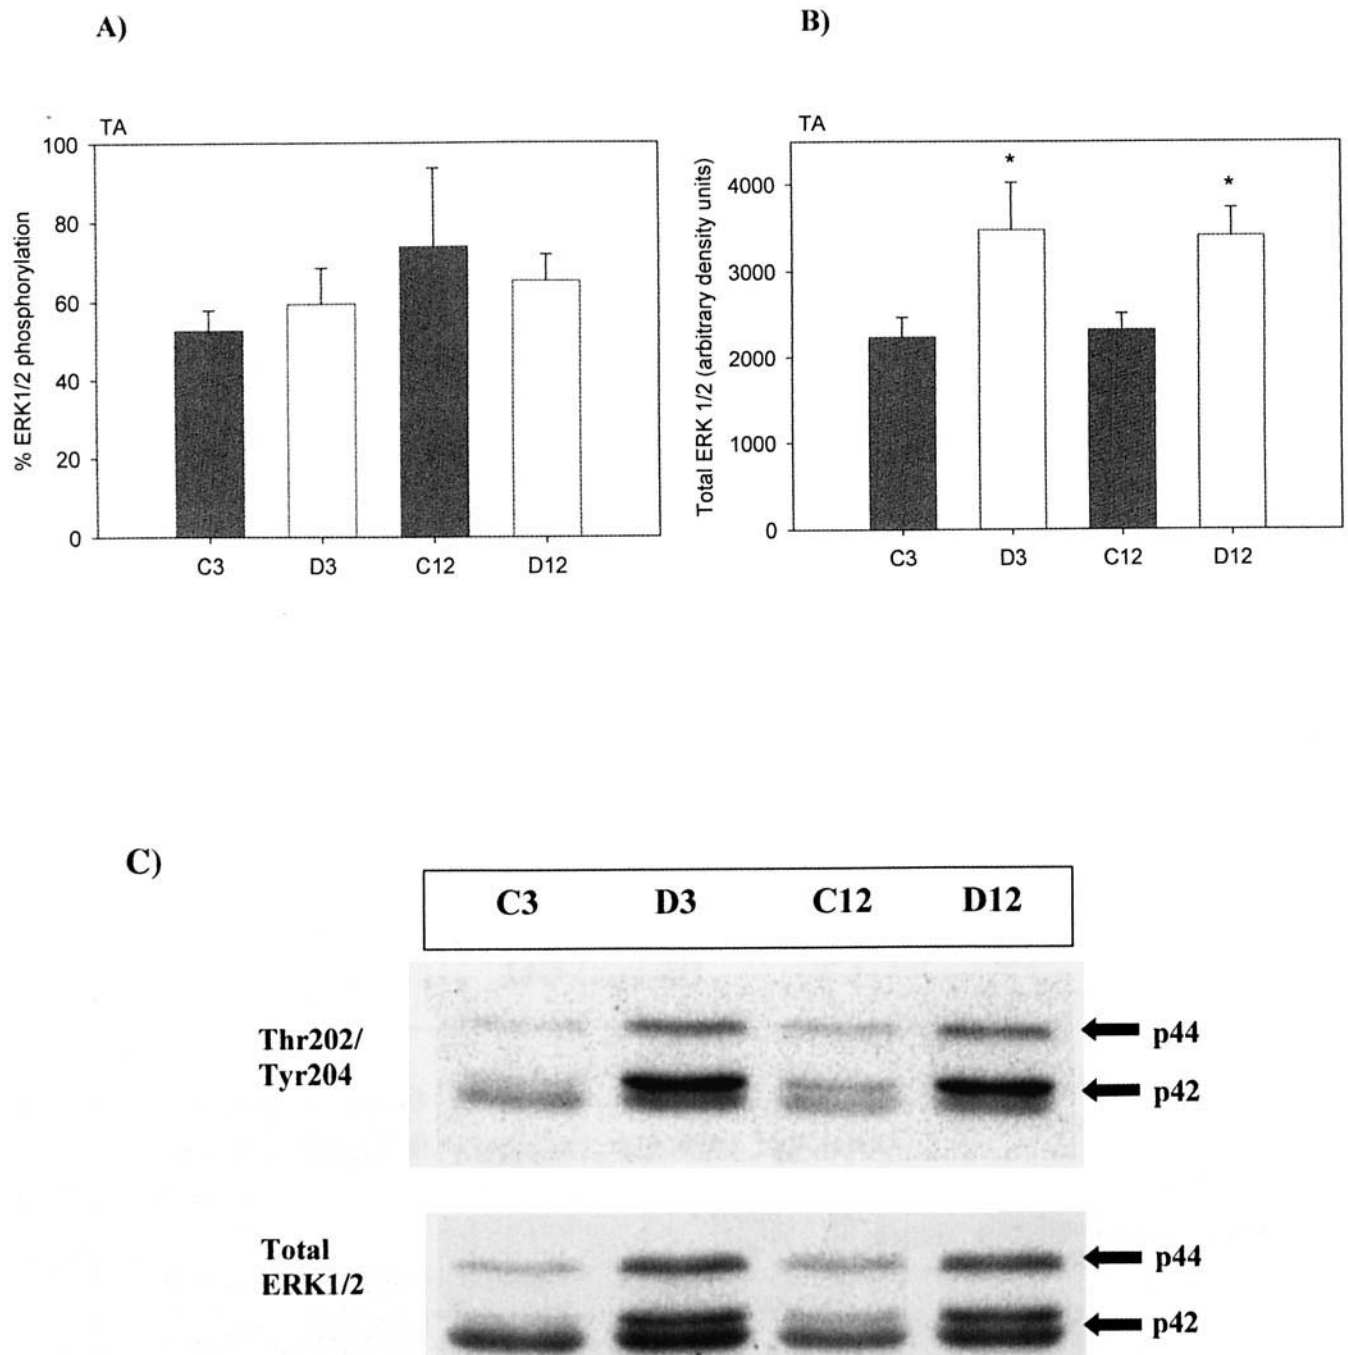 A)
TA
100
80
60
40
20
0
% ERK1/2 phosphorylation
C3 D3 C12 D12
B)
TA
4000
3000
2000
1000
0
Total ERK 1/2 (arbitrary density units)
*
*
C3 D3 C12 D12
C)
C3 D3 C12 D12
Thr202/
Tyr204
p44
p42
Total
ERK1/2
p44
p42